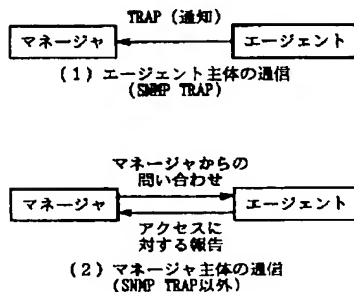 TRAP (通知)
マネージャ
エージェント
(1) エージェント主体の通信
(SNMP TRAP)
マネージャからの
問い合わせ
マネージャ
エージェント
アクセスに
対する報告
(2) マネージャ主体の通信
(SNMP TRAP以外)